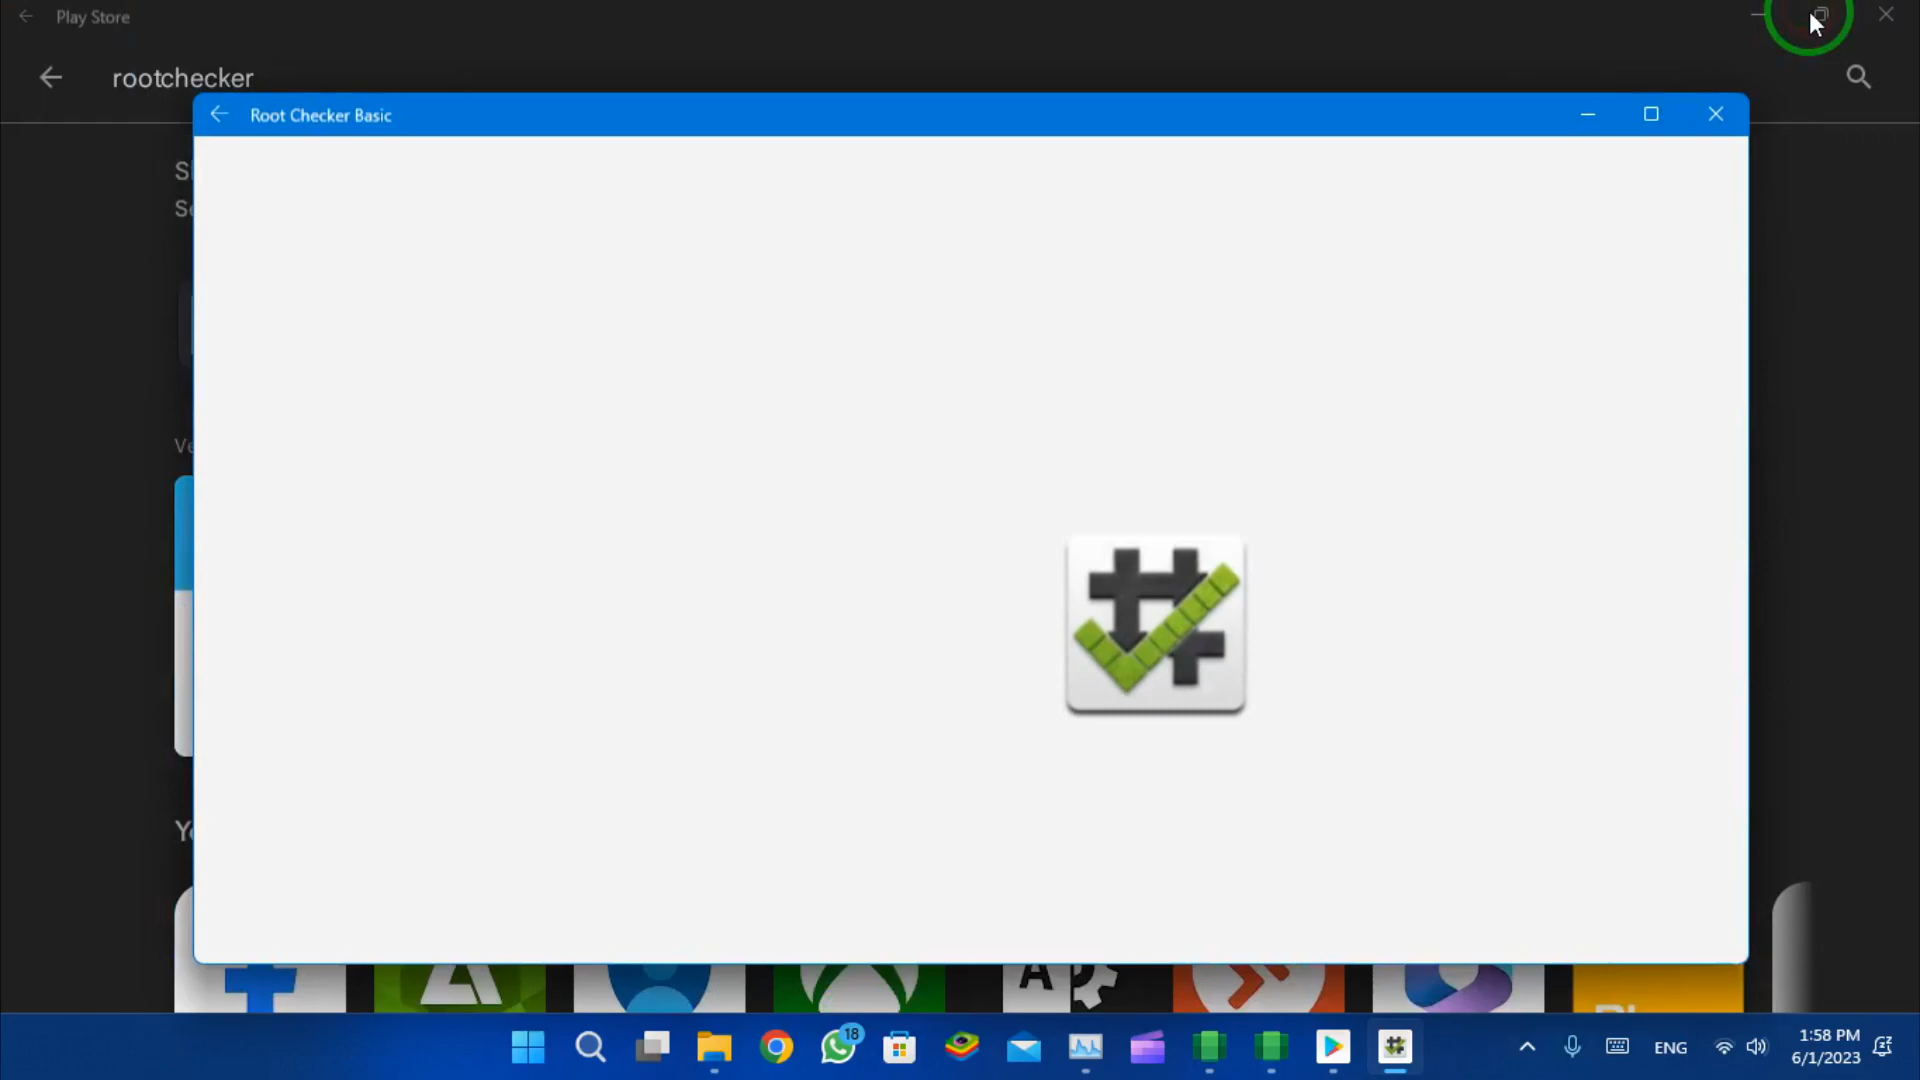 Play Store
rootchecker
Root Checker Basic
18
ENG
1:58 PM
6/1/2023